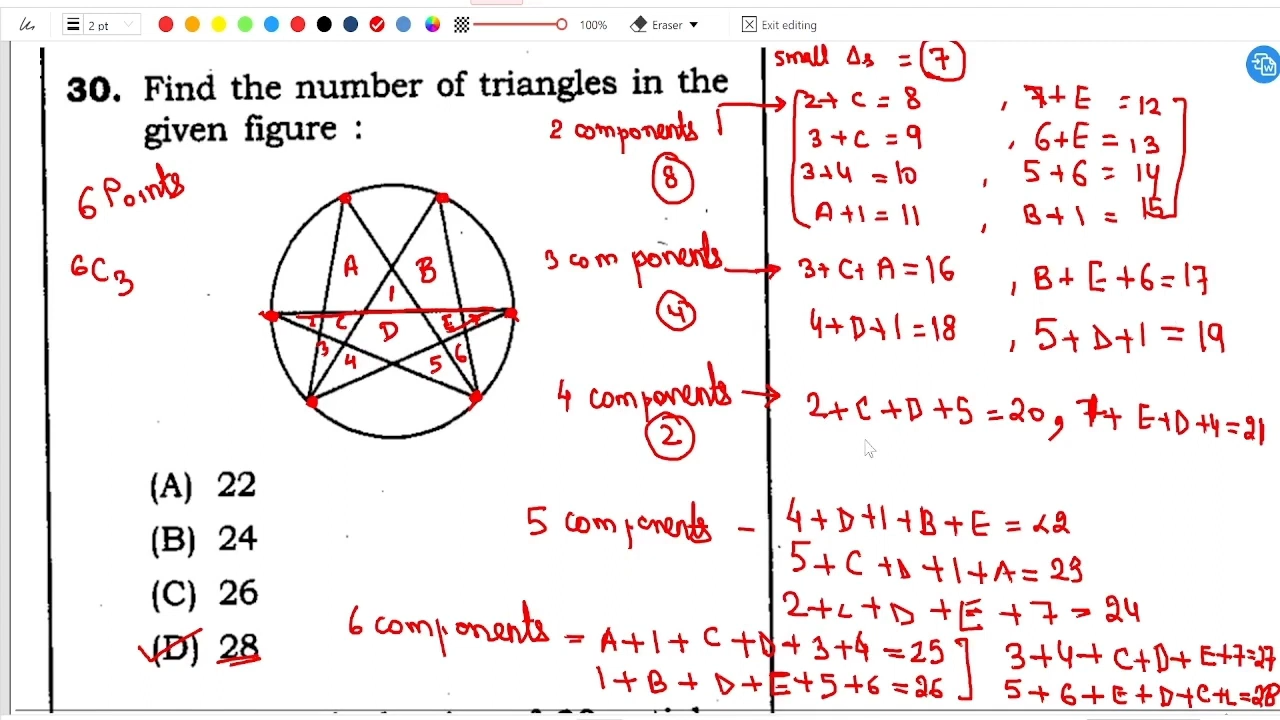 2 pt
100%
Eraser
Exit editing
30. Find the number of triangles in the
given figure :
6 Points
6C3
A
B
1
2
C
D
E
3
4
5
6
(A) 22
(B) 24
(C) 26
(D) 28
small Δs = 7
2 components
8
2+C = 8 , 7+E = 12
3+C = 9 , 6+E = 13
3+4 = 10 , 5+6 = 14
A+1 = 11 , B+1 = 15
3 components
4
3+C+A = 16 , B+E+6 = 17
4+D+1 = 18 , 5+D+1 = 19
4 components
2
2+C+D+5 = 20, 7+E+D+4 = 21
5 components - 4+D+1+B+E = 22
5+C+D+1+A = 23
2+C+D+E+7 = 24
6 components = A+1+C+D+3+4 = 25
1+B+D+E+5+6 = 26
3+4+C+D+E+7 = 27
5+6+E+D+C+2 = 28